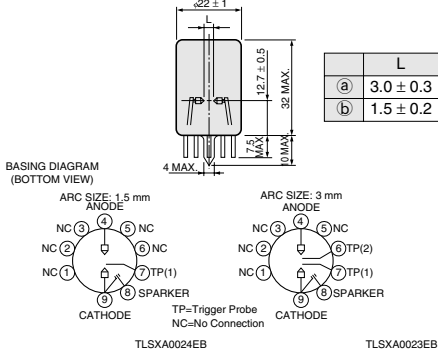 ⌀22 ± 1
L
12.7 ± 0.5
32 MAX.
7.5 MAX
10 MAX.
4 MAX.
L
ⓐ 3.0 ± 0.3
ⓑ 1.5 ± 0.2
BASING DIAGRAM
(BOTTOM VIEW)
ARC SIZE: 1.5 mm
ANODE
4
NC 3
5 NC
NC 2
6 NC
NC 1
7 TP(1)
8 SPARKER
9
CATHODE
ARC SIZE: 3 mm
ANODE
4
NC 3
5 NC
NC 2
6 TP(2)
NC 1
7 TP(1)
8 SPARKER
9
CATHODE
TP=Trigger Probe
NC=No Connection
TLSXA0024EB
TLSXA0023EB